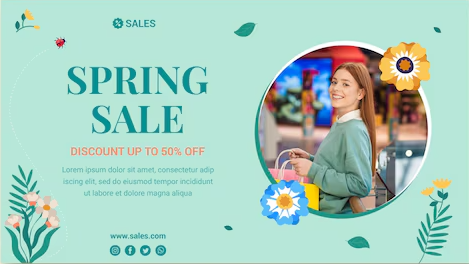 SALES
SPRING
SALE
DISCOUNT UP TO 50% OFF
Lorem ipsum dolor sit amet, consectetur adip
iscing elit, sed do eiusmod tempor incididunt
ut labore et dolore magna aliqua
www.sales.com